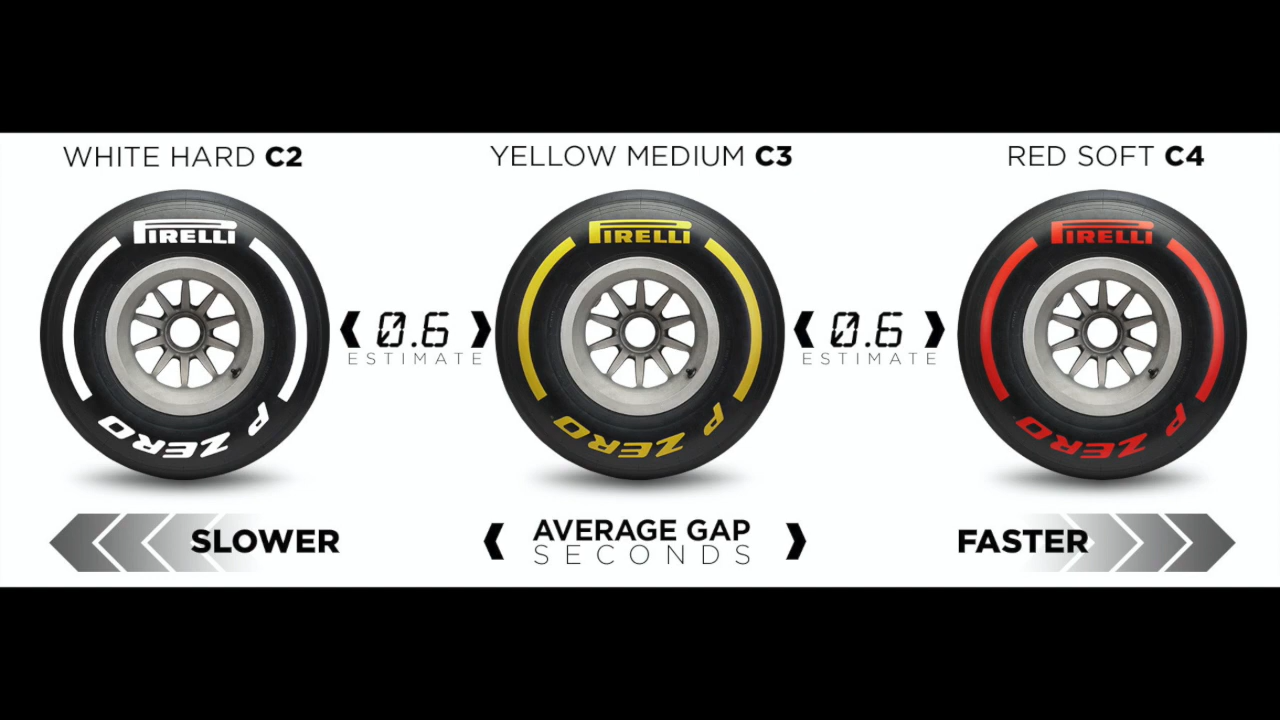 WHITE HARD C2
YELLOW MEDIUM C3
RED SOFT C4
PIRELLI
PIRELLI
PIRELLI
0.6
ESTIMATE
0.6
ESTIMATE
P ZERO
P ZERO
P ZERO
SLOWER
AVERAGE GAP
SECONDS
FASTER